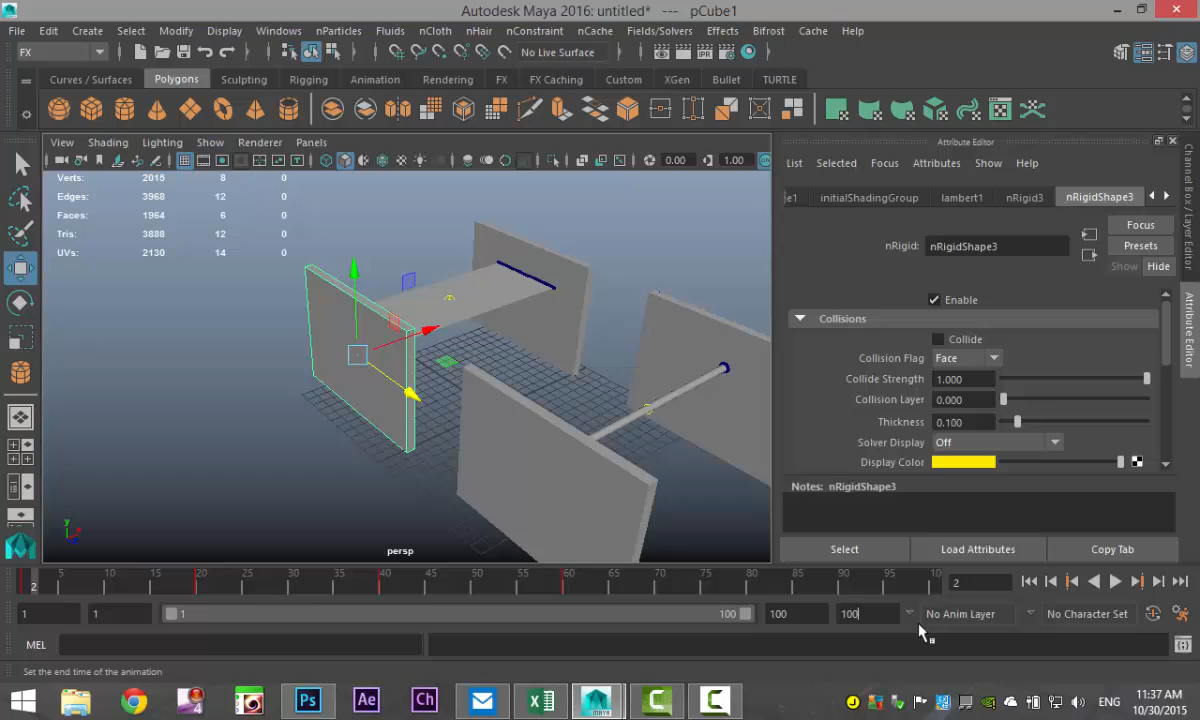 Autodesk Maya 2016: untitled* --- pCube1
File Edit Create Select Modify Display Windows nParticles Fluids nCloth nHair nConstraint nCache Fields/Solvers Effects Bifrost Cache Help
FX No Live Surface
Curves / Surfaces Polygons Sculpting Rigging Animation Rendering FX FX Caching Custom XGen Bullet TURTLE
View Shading Lighting Show Renderer Panels
0.00 1.00
Verts: 2015 8 0
Edges: 3968 12 0
Faces: 1964 6 0
Tris: 3888 12 0
UVs: 2130 14 0
persp
y
Attribute Editor
List Selected Focus Attributes Show Help
initialShadingGroup lambert1 nRigid3 nRigidShape3
Focus
nRigid: nRigidShape3
Presets
Show Hide
Enable
Collisions
Collide
Collision Flag Face
Collide Strength 1.000
Collision Layer 0.000
Thickness 0.100
Solver Display Off
Display Color
Notes: nRigidShape3
Select Load Attributes Copy Tab
Channel Box / Layer Editor
Attribute Editor
2 5 10 15 20 25 30 35 40 45 50 55 60 65 70 75 80 85 90 95 10 2
1 1 1 100 100 100 No Anim Layer No Character Set
MEL
Set the end time of the animation
Ps Ae Ch ENG 11:37 AM
10/30/2015